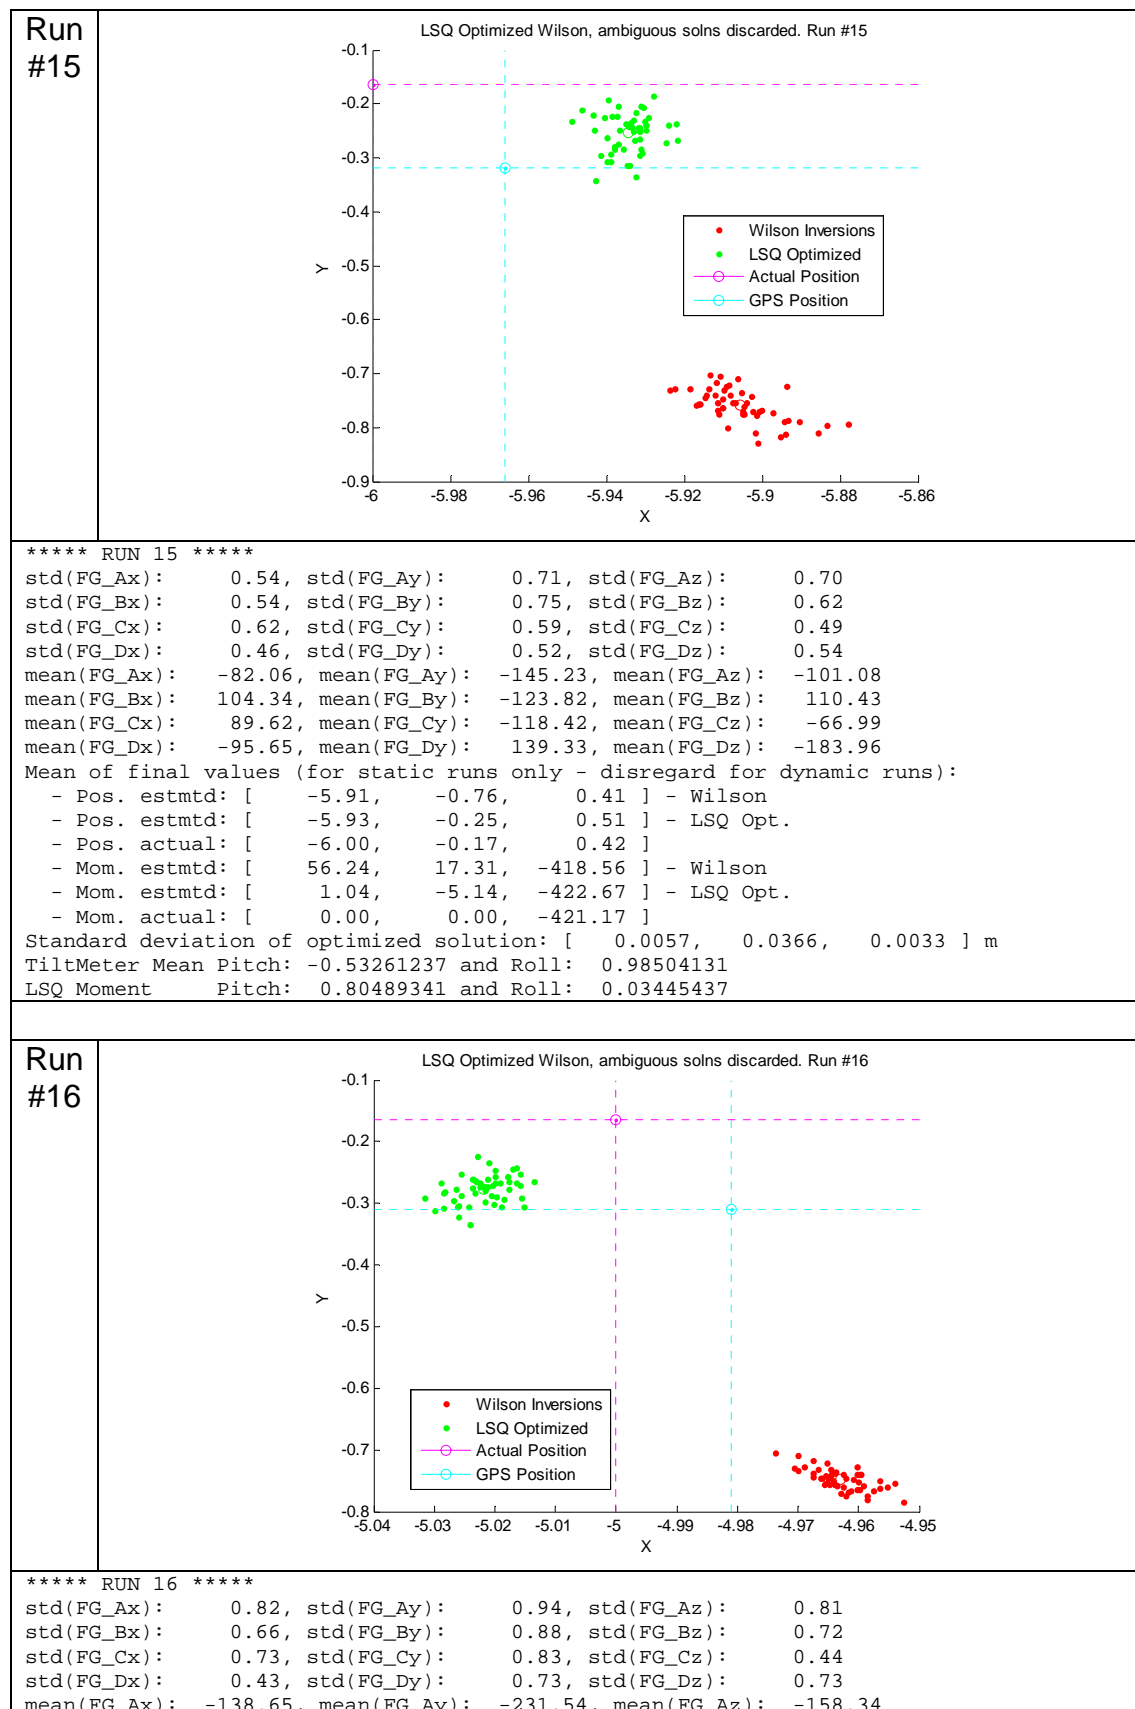 Run
#15
LSQ Optimized Wilson, ambiguous solns discarded. Run #15
-0.1
-0.2
-0.3
-0.4
-0.5
-0.6
-0.7
-0.8
-0.9
Y
Wilson Inversions
LSQ Optimized
Actual Position
GPS Position
-6 -5.98 -5.96 -5.94 -5.92 -5.9 -5.88 -5.86
X
***** RUN 15 *****
std(FG_Ax): 0.54, std(FG_Ay): 0.71, std(FG_Az): 0.70
std(FG_Bx): 0.54, std(FG_By): 0.75, std(FG_Bz): 0.62
std(FG_Cx): 0.62, std(FG_Cy): 0.59, std(FG_Cz): 0.49
std(FG_Dx): 0.46, std(FG_Dy): 0.52, std(FG_Dz): 0.54
mean(FG_Ax): -82.06, mean(FG_Ay): -145.23, mean(FG_Az): -101.08
mean(FG_Bx): 104.34, mean(FG_By): -123.82, mean(FG_Bz): 110.43
mean(FG_Cx): 89.62, mean(FG_Cy): -118.42, mean(FG_Cz): -66.99
mean(FG_Dx): -95.65, mean(FG_Dy): 139.33, mean(FG_Dz): -183.96
Mean of final values (for static runs only - disregard for dynamic runs):
- Pos. estmtd: [ -5.91, -0.76, 0.41 ] - Wilson
- Pos. estmtd: [ -5.93, -0.25, 0.51 ] - LSQ Opt.
- Pos. actual: [ -6.00, -0.17, 0.42 ]
- Mom. estmtd: [ 56.24, 17.31, -418.56 ] - Wilson
- Mom. estmtd: [ 1.04, -5.14, -422.67 ] - LSQ Opt.
- Mom. actual: [ 0.00, 0.00, -421.17 ]
Standard deviation of optimized solution: [ 0.0057, 0.0366, 0.0033 ] m
TiltMeter Mean Pitch: -0.53261237 and Roll: 0.98504131
LSQ Moment Pitch: 0.80489341 and Roll: 0.03445437
Run
#16
LSQ Optimized Wilson, ambiguous solns discarded. Run #16
-0.1
-0.2
-0.3
-0.4
-0.5
-0.6
-0.7
-0.8
Y
Wilson Inversions
LSQ Optimized
Actual Position
GPS Position
-5.04 -5.03 -5.02 -5.01 -5 -4.99 -4.98 -4.97 -4.96 -4.95
X
***** RUN 16 *****
std(FG_Ax): 0.82, std(FG_Ay): 0.94, std(FG_Az): 0.81
std(FG_Bx): 0.66, std(FG_By): 0.88, std(FG_Bz): 0.72
std(FG_Cx): 0.73, std(FG_Cy): 0.83, std(FG_Cz): 0.44
std(FG_Dx): 0.43, std(FG_Dy): 0.73, std(FG_Dz): 0.73
mean(FG_Ax): -138.65, mean(FG_Ay): -231.54, mean(FG_Az): -158.34